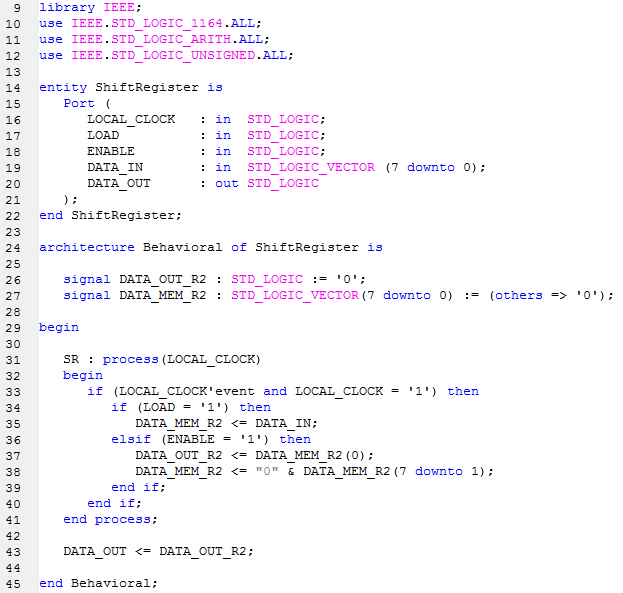 9 library IEEE;
10 use IEEE.STD_LOGIC_1164.ALL;
11 use IEEE.STD_LOGIC_ARITH.ALL;
12 use IEEE.STD_LOGIC_UNSIGNED.ALL;
13
14 entity ShiftRegister is
15    Port (
16       LOCAL_CLOCK   : in  STD_LOGIC;
17       LOAD          : in  STD_LOGIC;
18       ENABLE        : in  STD_LOGIC;
19       DATA_IN       : in  STD_LOGIC_VECTOR (7 downto 0);
20       DATA_OUT      : out STD_LOGIC
21    );
22 end ShiftRegister;
23
24 architecture Behavioral of ShiftRegister is
25
26    signal DATA_OUT_R2 : STD_LOGIC := '0';
27    signal DATA_MEM_R2 : STD_LOGIC_VECTOR(7 downto 0) := (others => '0');
28
29 begin
30
31    SR : process(LOCAL_CLOCK)
32    begin
33       if (LOCAL_CLOCK'event and LOCAL_CLOCK = '1') then
34          if (LOAD = '1') then
35             DATA_MEM_R2 <= DATA_IN;
36          elsif (ENABLE = '1') then
37             DATA_OUT_R2 <= DATA_MEM_R2(0);
38             DATA_MEM_R2 <= "0" & DATA_MEM_R2(7 downto 1);
39          end if;
40       end if;
41    end process;
42
43    DATA_OUT <= DATA_OUT_R2;
44
45 end Behavioral;